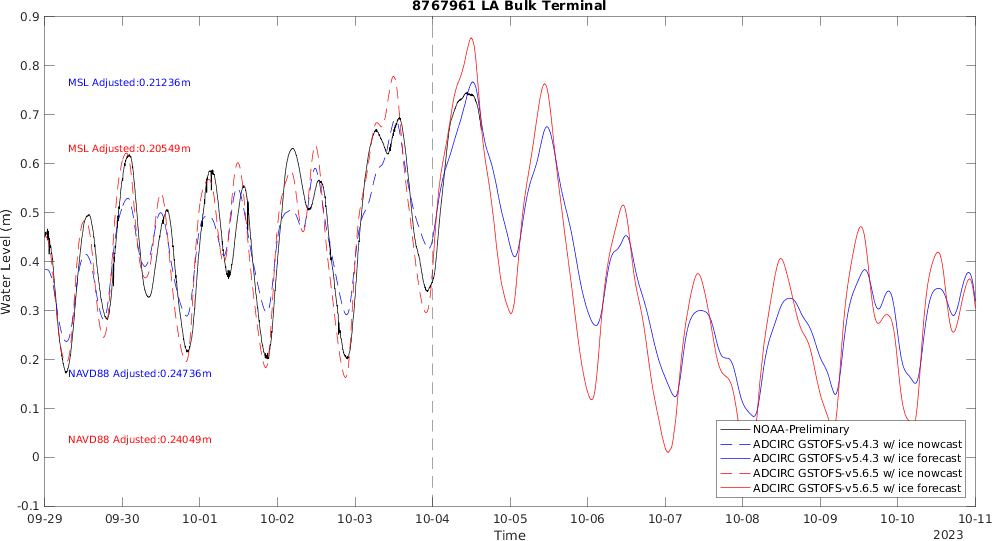 8767961 LA Bulk Terminal
0.9
0.8
0.7
0.6
0.5
0.4
0.3
0.2
0.1
0
-0.1
Water Level (m)
MSL Adjusted:0.21236m
MSL Adjusted:0.20549m
NAVD88 Adjusted:0.24736m
NAVD88 Adjusted:0.24049m
NOAA-Preliminary
ADCIRC GSTOFS-v5.4.3 w/ ice nowcast
ADCIRC GSTOFS-v5.4.3 w/ ice forecast
ADCIRC GSTOFS-v5.6.5 w/ ice nowcast
ADCIRC GSTOFS-v5.6.5 w/ ice forecast
09-29 09-30 10-01 10-02 10-03 10-04 10-05 10-06 10-07 10-08 10-09 10-10 10-11
Time
2023